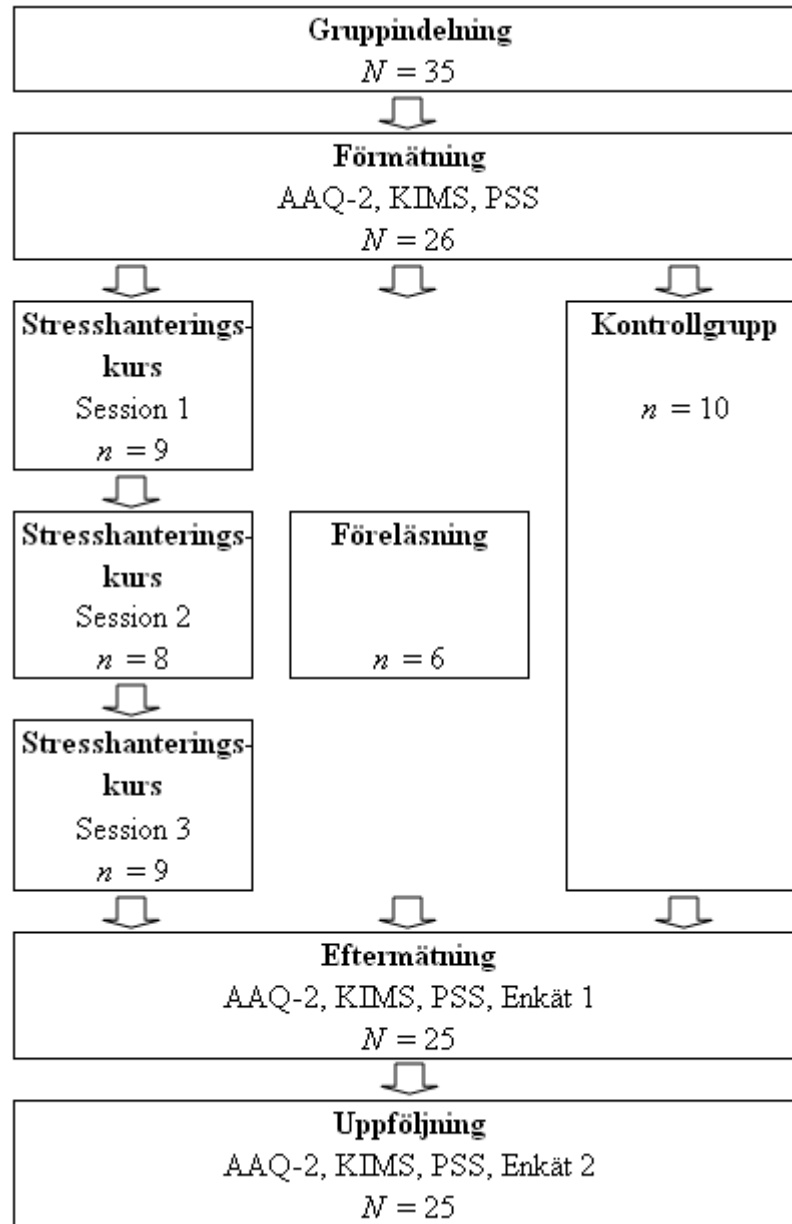 Gruppindelning
N = 35
Förmätning
AAQ-2, KIMS, PSS
N = 26
Stresshanterings-
kurs
Session 1
n = 9
Kontrollgrupp
n = 10
Stresshanterings-
kurs
Session 2
n = 8
Föreläsning
n = 6
Stresshanterings-
kurs
Session 3
n = 9
Eftermätning
AAQ-2, KIMS, PSS, Enkät 1
N = 25
Uppföljning
AAQ-2, KIMS, PSS, Enkät 2
N = 25